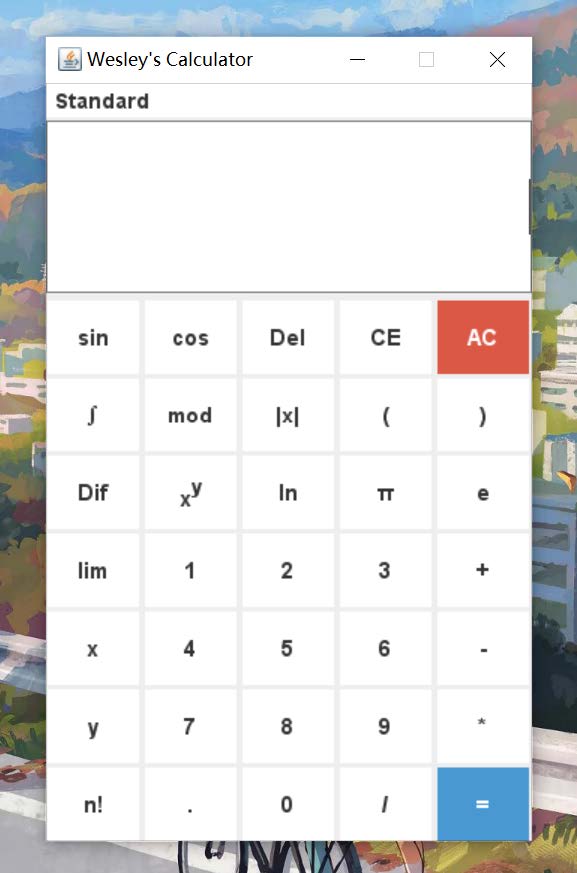 Wesley's Calculator
Standard
sin cos Del CE AC
∫ mod |x| ( )
Dif xʸ ln π e
lim 1 2 3 +
x 4 5 6 -
y 7 8 9 *
n! . 0 / =